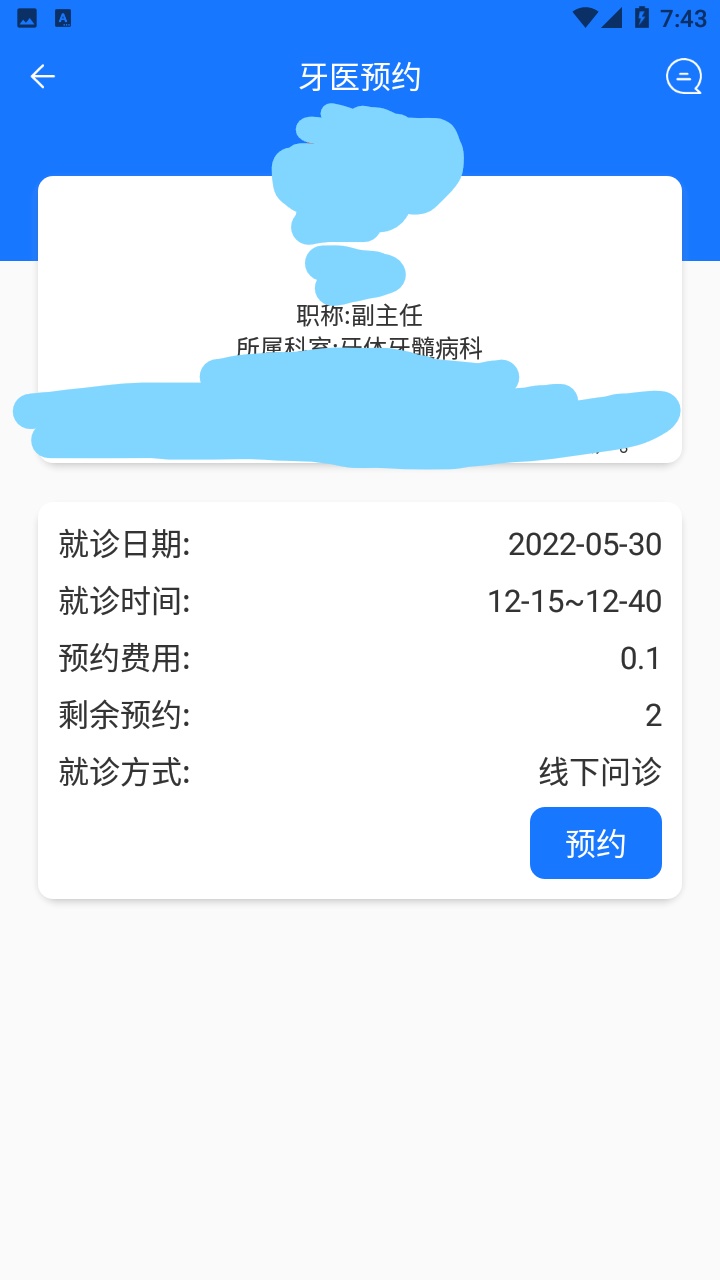 7:43
牙医预约
职称:副主任
所属科室:牙体牙髓病科
就诊日期: 2022-05-30
就诊时间: 12-15~12-40
预约费用: 0.1
剩余预约: 2
就诊方式: 线下问诊
预约